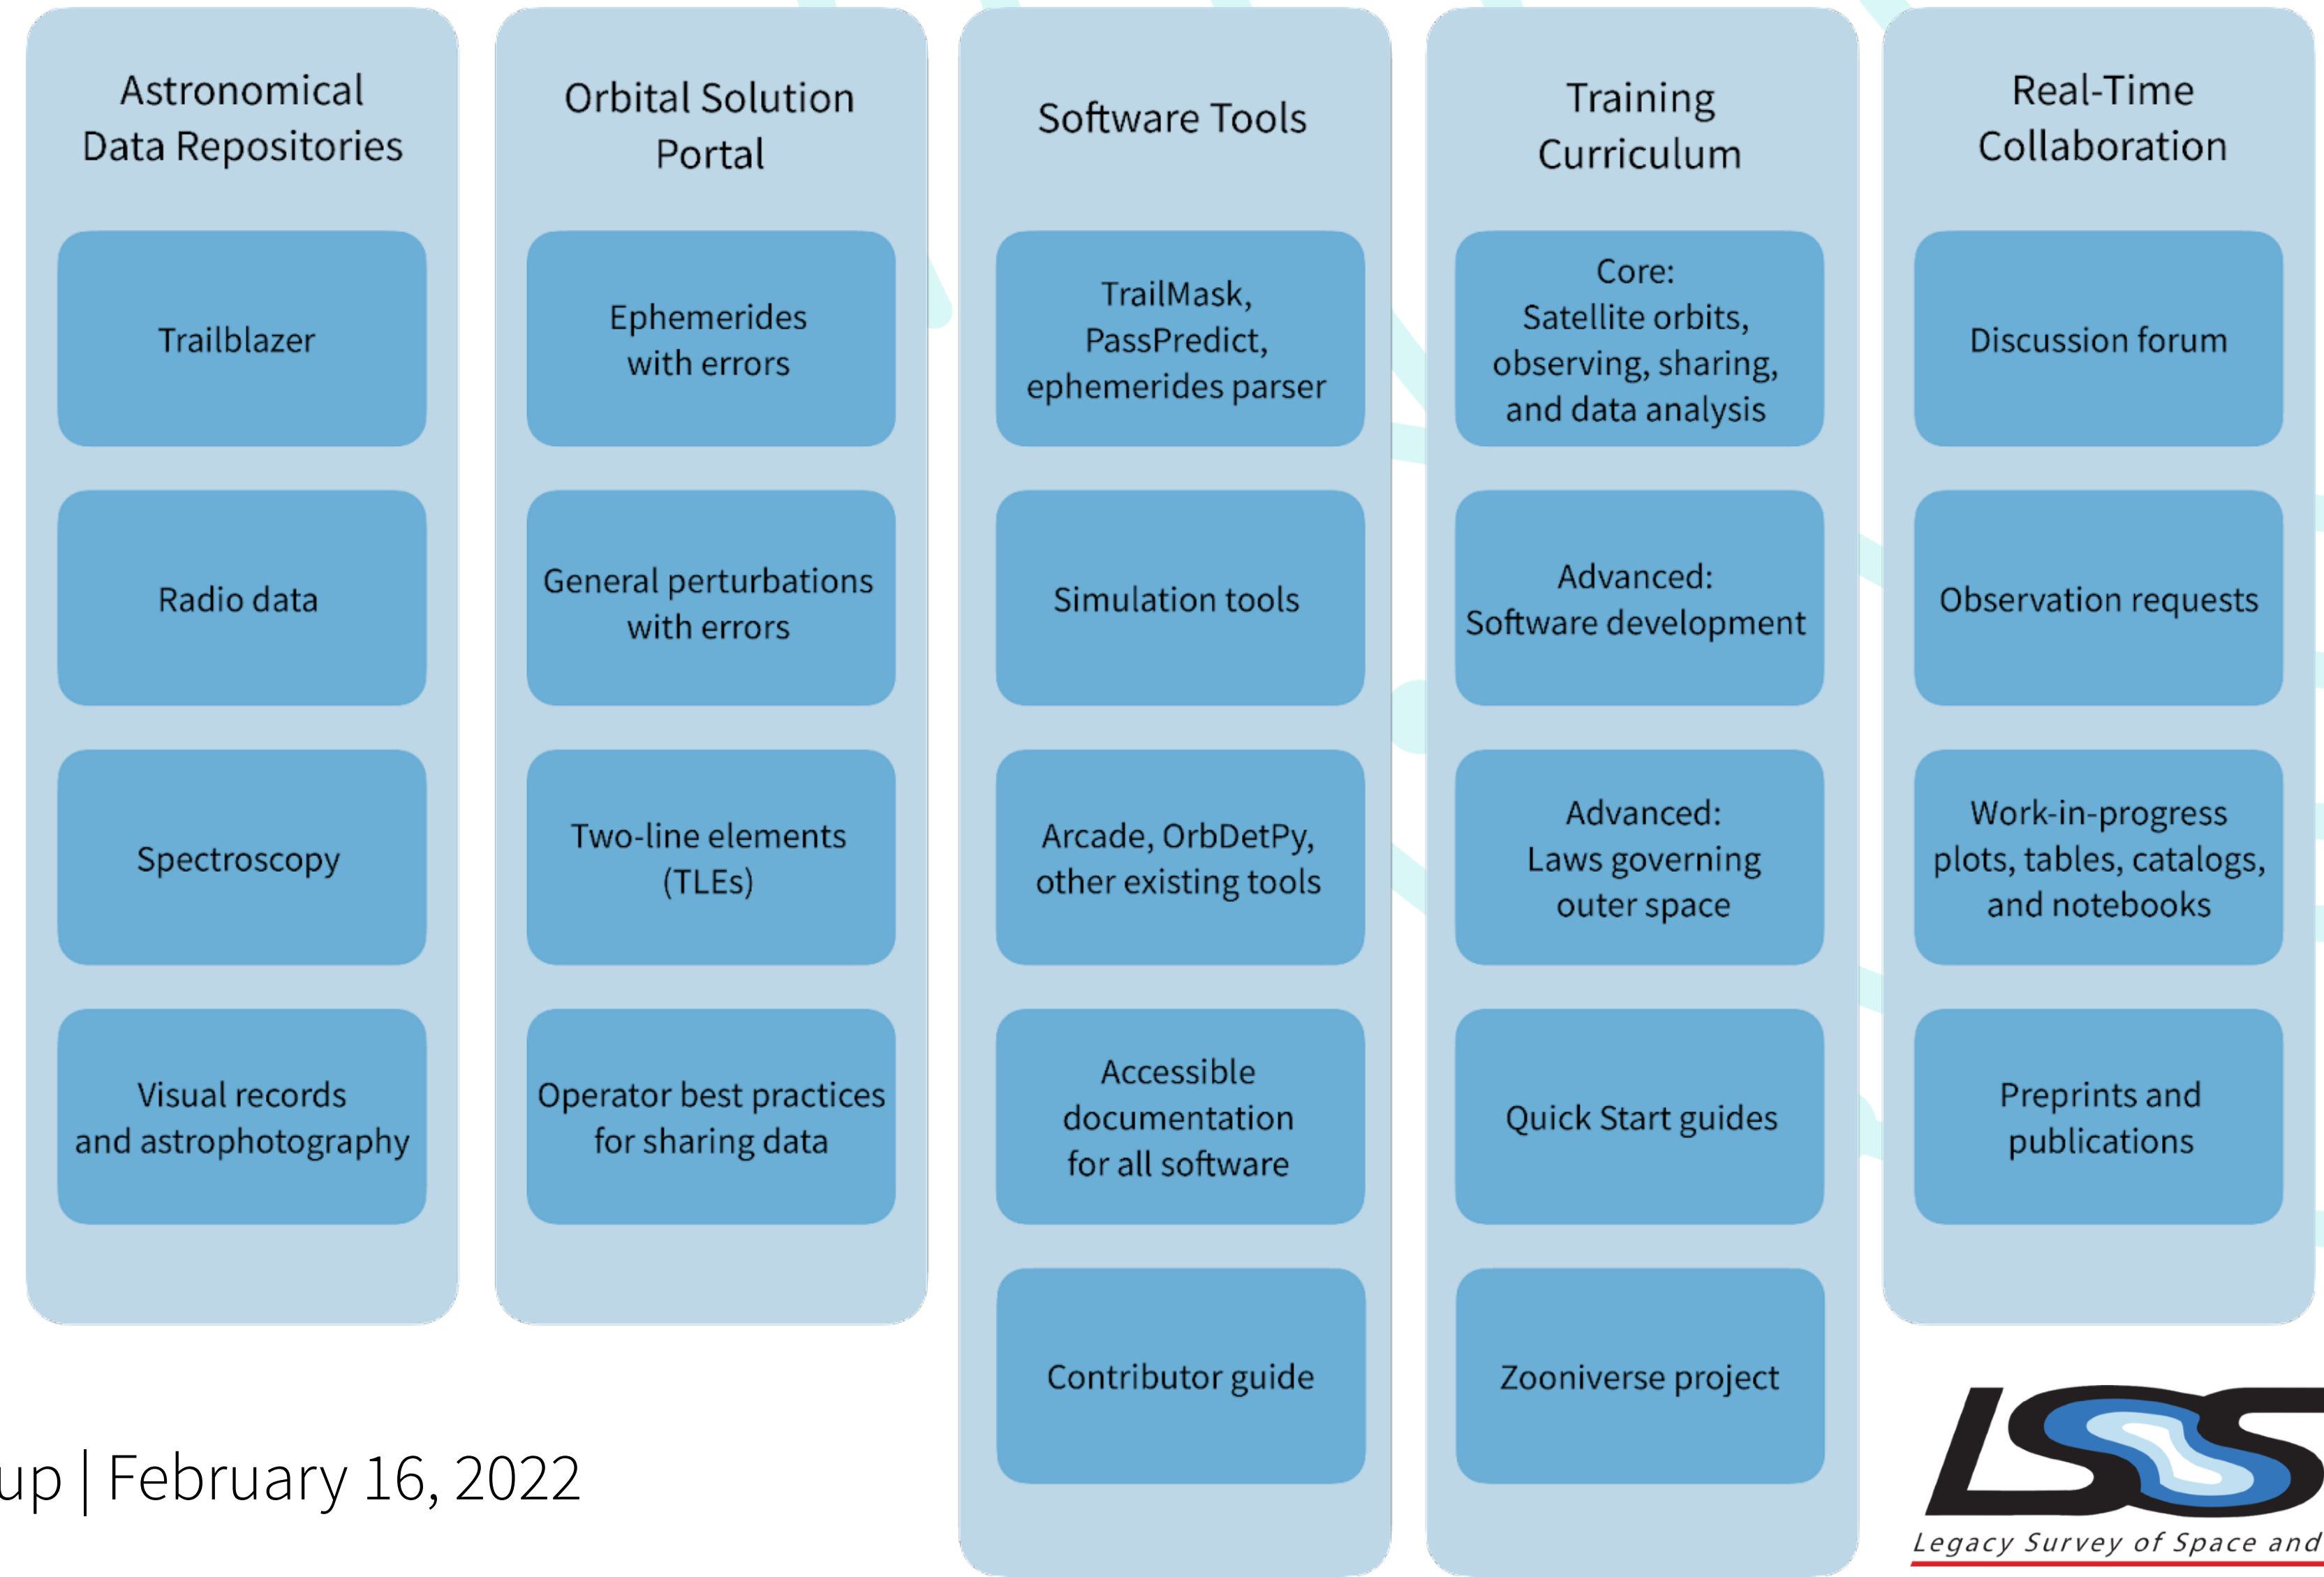 Astronomical
Data Repositories
Trailblazer
Radio data
Spectroscopy
Visual records
and astrophotography
Orbital Solution
Portal
Ephemerides
with errors
General perturbations
with errors
Two-line elements
(TLEs)
Operator best practices
for sharing data
Software Tools
TrailMask,
PassPredict,
ephemerides parser
Simulation tools
Arcade, OrbDetPy,
other existing tools
Accessible
documentation
for all software
Contributor guide
Training
Curriculum
Core:
Satellite orbits,
observing, sharing,
and data analysis
Advanced:
Software development
Advanced:
Laws governing
outer space
Quick Start guides
Zooniverse project
Real-Time
Collaboration
Discussion forum
Observation requests
Work-in-progress
plots, tables, catalogs,
and notebooks
Preprints and
publications
up | February 16, 2022
LSS
Legacy Survey of Space and